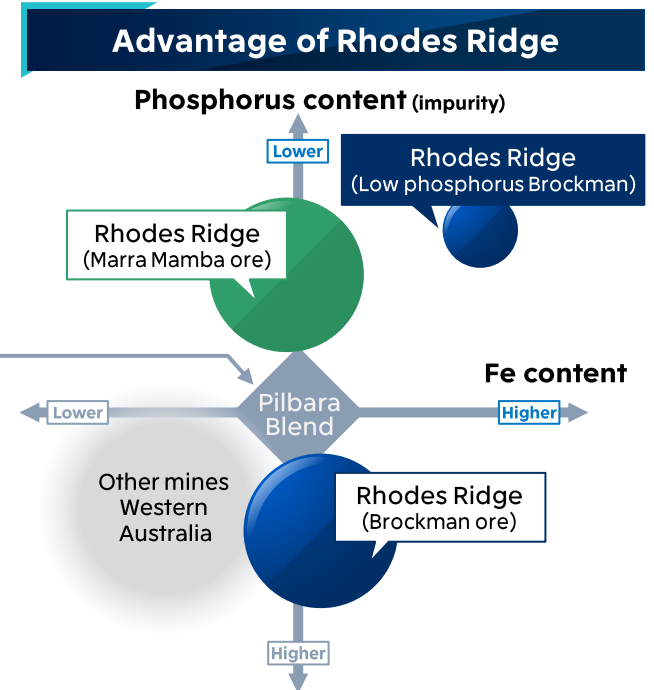 Advantage of Rhodes Ridge
Phosphorus content (impurity)
Lower
Rhodes Ridge
(Low phosphorus Brockman)
Rhodes Ridge
(Marra Mamba ore)
Fe content
Lower
Pilbara
Blend
Higher
Other mines
Western
Australia
Rhodes Ridge
(Brockman ore)
Higher